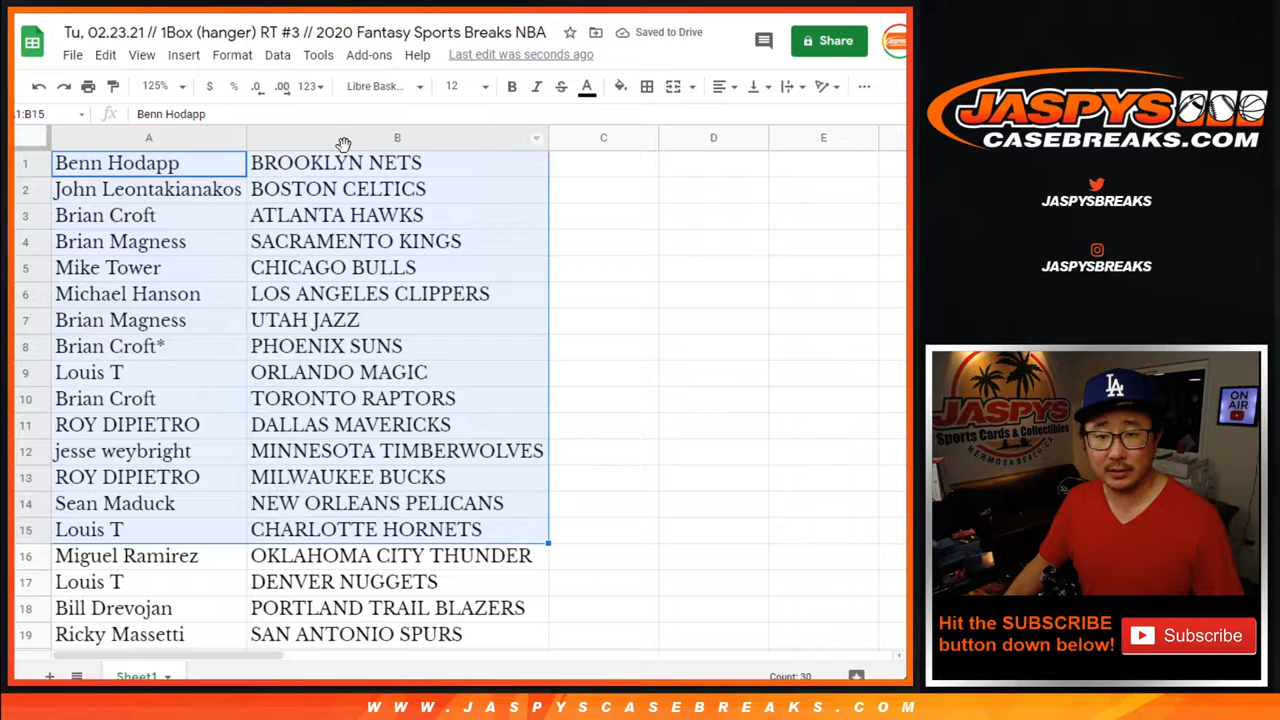 Tu, 02.23.21 // 1Box (hanger) RT #3 // 2020 Fantasy Sports Breaks NBA
Saved to Drive
Share
File Edit View Insert Format Data Tools Add-ons Help Last edit was seconds ago
125% $ % .0 .00 123 Libre Bask... 12 B I S A
1:B15 fx Benn Hodapp
A B C D E
1 Benn Hodapp BROOKLYN NETS
2 John Leontakianakos BOSTON CELTICS
3 Brian Croft ATLANTA HAWKS
4 Brian Magness SACRAMENTO KINGS
5 Mike Tower CHICAGO BULLS
6 Michael Hanson LOS ANGELES CLIPPERS
7 Brian Magness UTAH JAZZ
8 Brian Croft* PHOENIX SUNS
9 Louis T ORLANDO MAGIC
10 Brian Croft TORONTO RAPTORS
11 ROY DIPIETRO DALLAS MAVERICKS
12 jesse weybright MINNESOTA TIMBERWOLVES
13 ROY DIPIETRO MILWAUKEE BUCKS
14 Sean Maduck NEW ORLEANS PELICANS
15 Louis T CHARLOTTE HORNETS
16 Miguel Ramirez OKLAHOMA CITY THUNDER
17 Louis T DENVER NUGGETS
18 Bill Drevojan PORTLAND TRAIL BLAZERS
19 Ricky Massetti SAN ANTONIO SPURS
Sheet1
Count: 30
JASPYS
CASEBREAKS.COM
JASPYSBREAKS
JASPYSBREAKS
JASPYS
Sports Cards & Collectibles
HERMOSA BEACH
LA
ON AIR
Hit the SUBSCRIBE
button down below!
Subscribe
WWW.JASPYSCASEBREAKS.COM